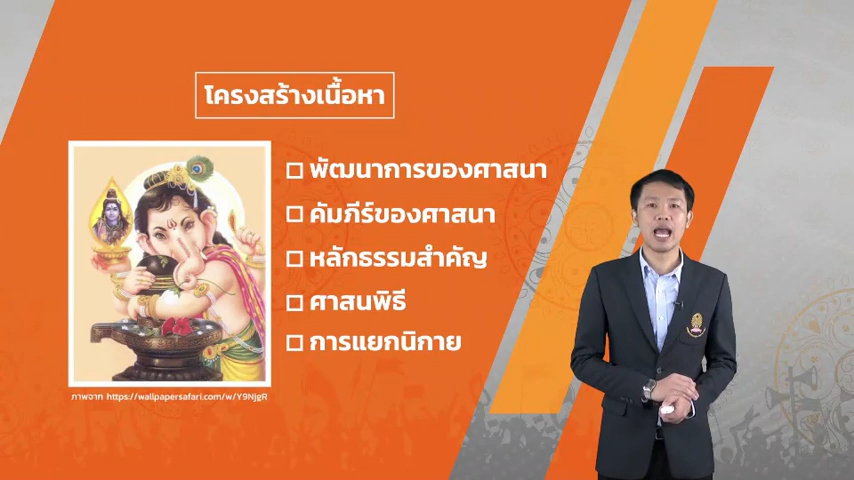 โครงสร้างเนื้อหา
พัฒนาการของศาสนา
คัมภีร์ของศาสนา
หลักธรรมสำคัญ
ศาสนพิธี
การแยกนิกาย
ภาพจาก https://wallpapersafari.com/w/Y9NjgR